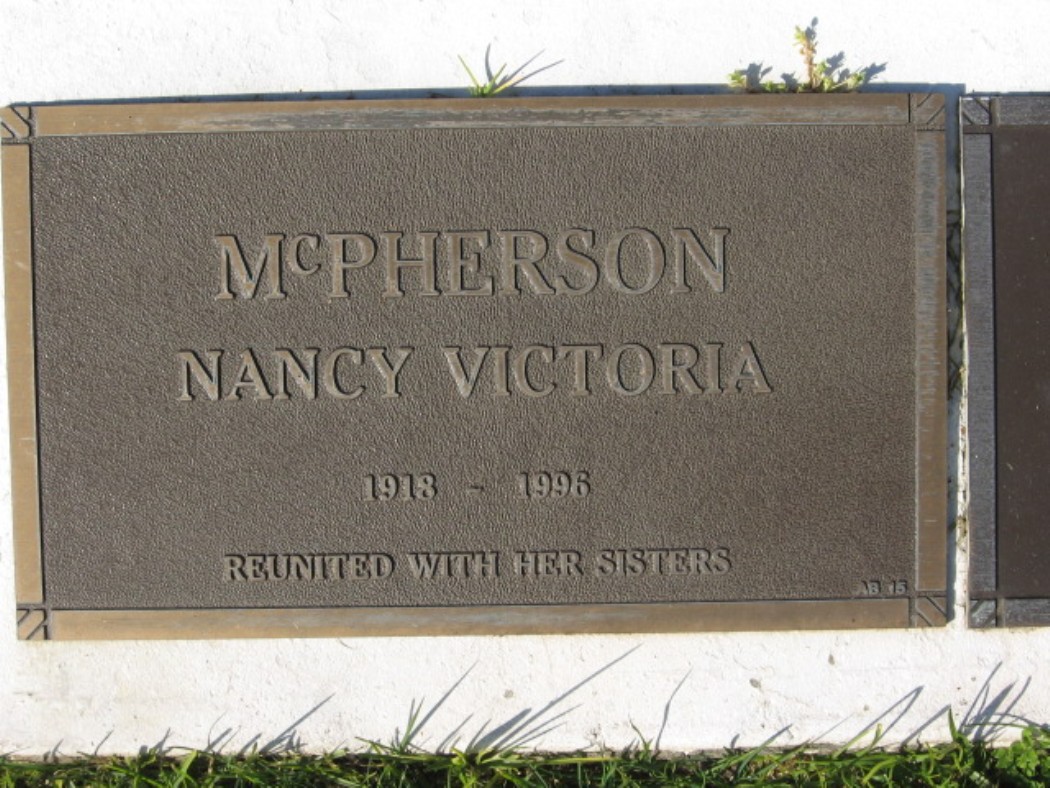 McPHERSON
NANCY VICTORIA
1918 - 1996
REUNITED WITH HER SISTERS
AB 15